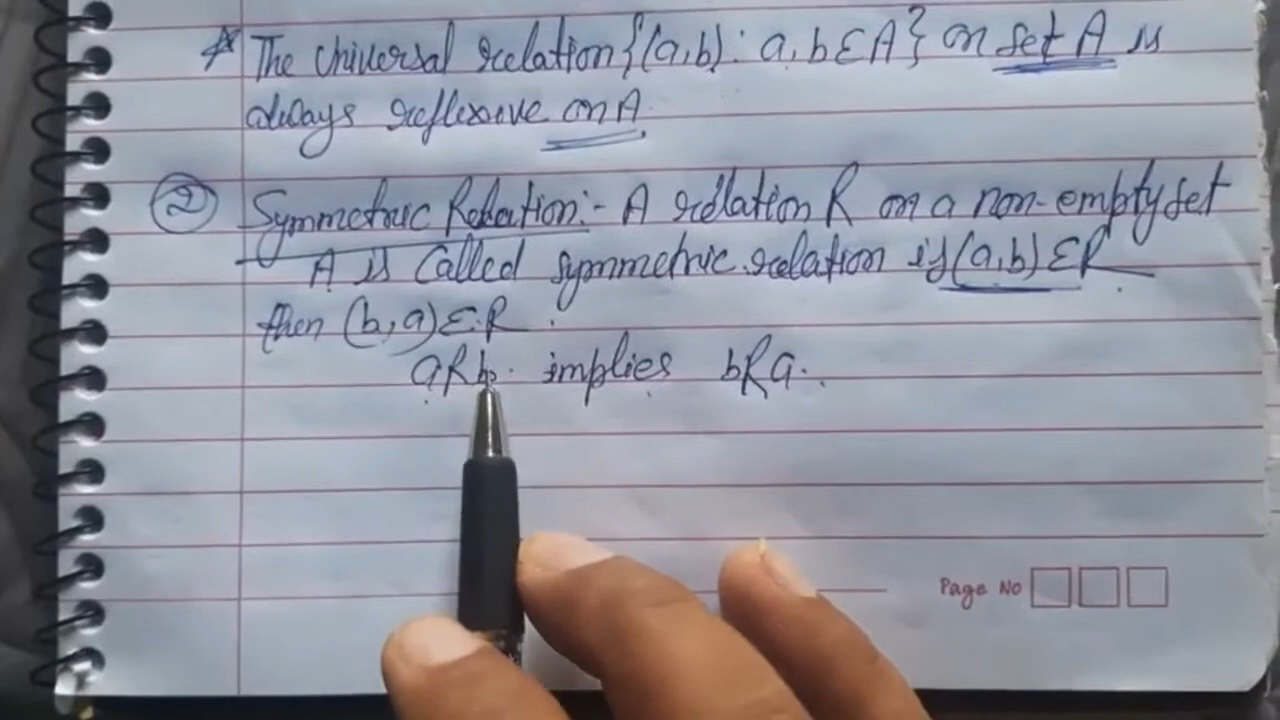 * The Universal relation {(a,b): a, b ∈ A} on set A is
always reflexive on A.
② Symmetric Relation:- A relation R on a non-empty set
A is called symmetric relation if (a,b) ∈ R
then (b,a) ∈ R.
aRb. implies bRa.
Page No